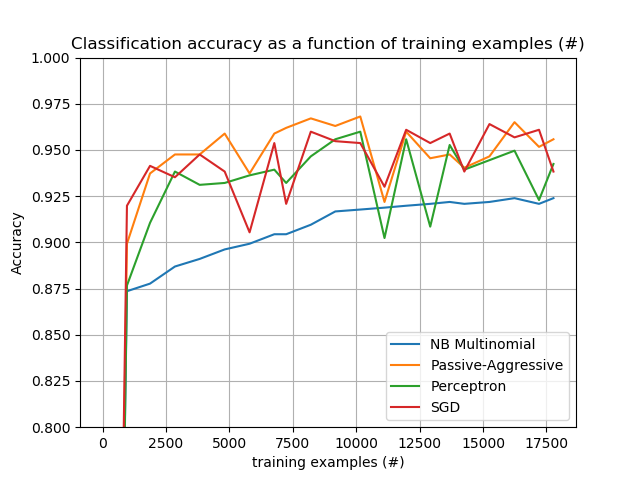 Classification accuracy as a function of training examples (#)
1.000
0.975
0.950
0.925
0.900
0.875
0.850
0.825
0.800
Accuracy
NB Multinomial
Passive-Aggressive
Perceptron
SGD
0 2500 5000 7500 10000 12500 15000 17500
training examples (#)